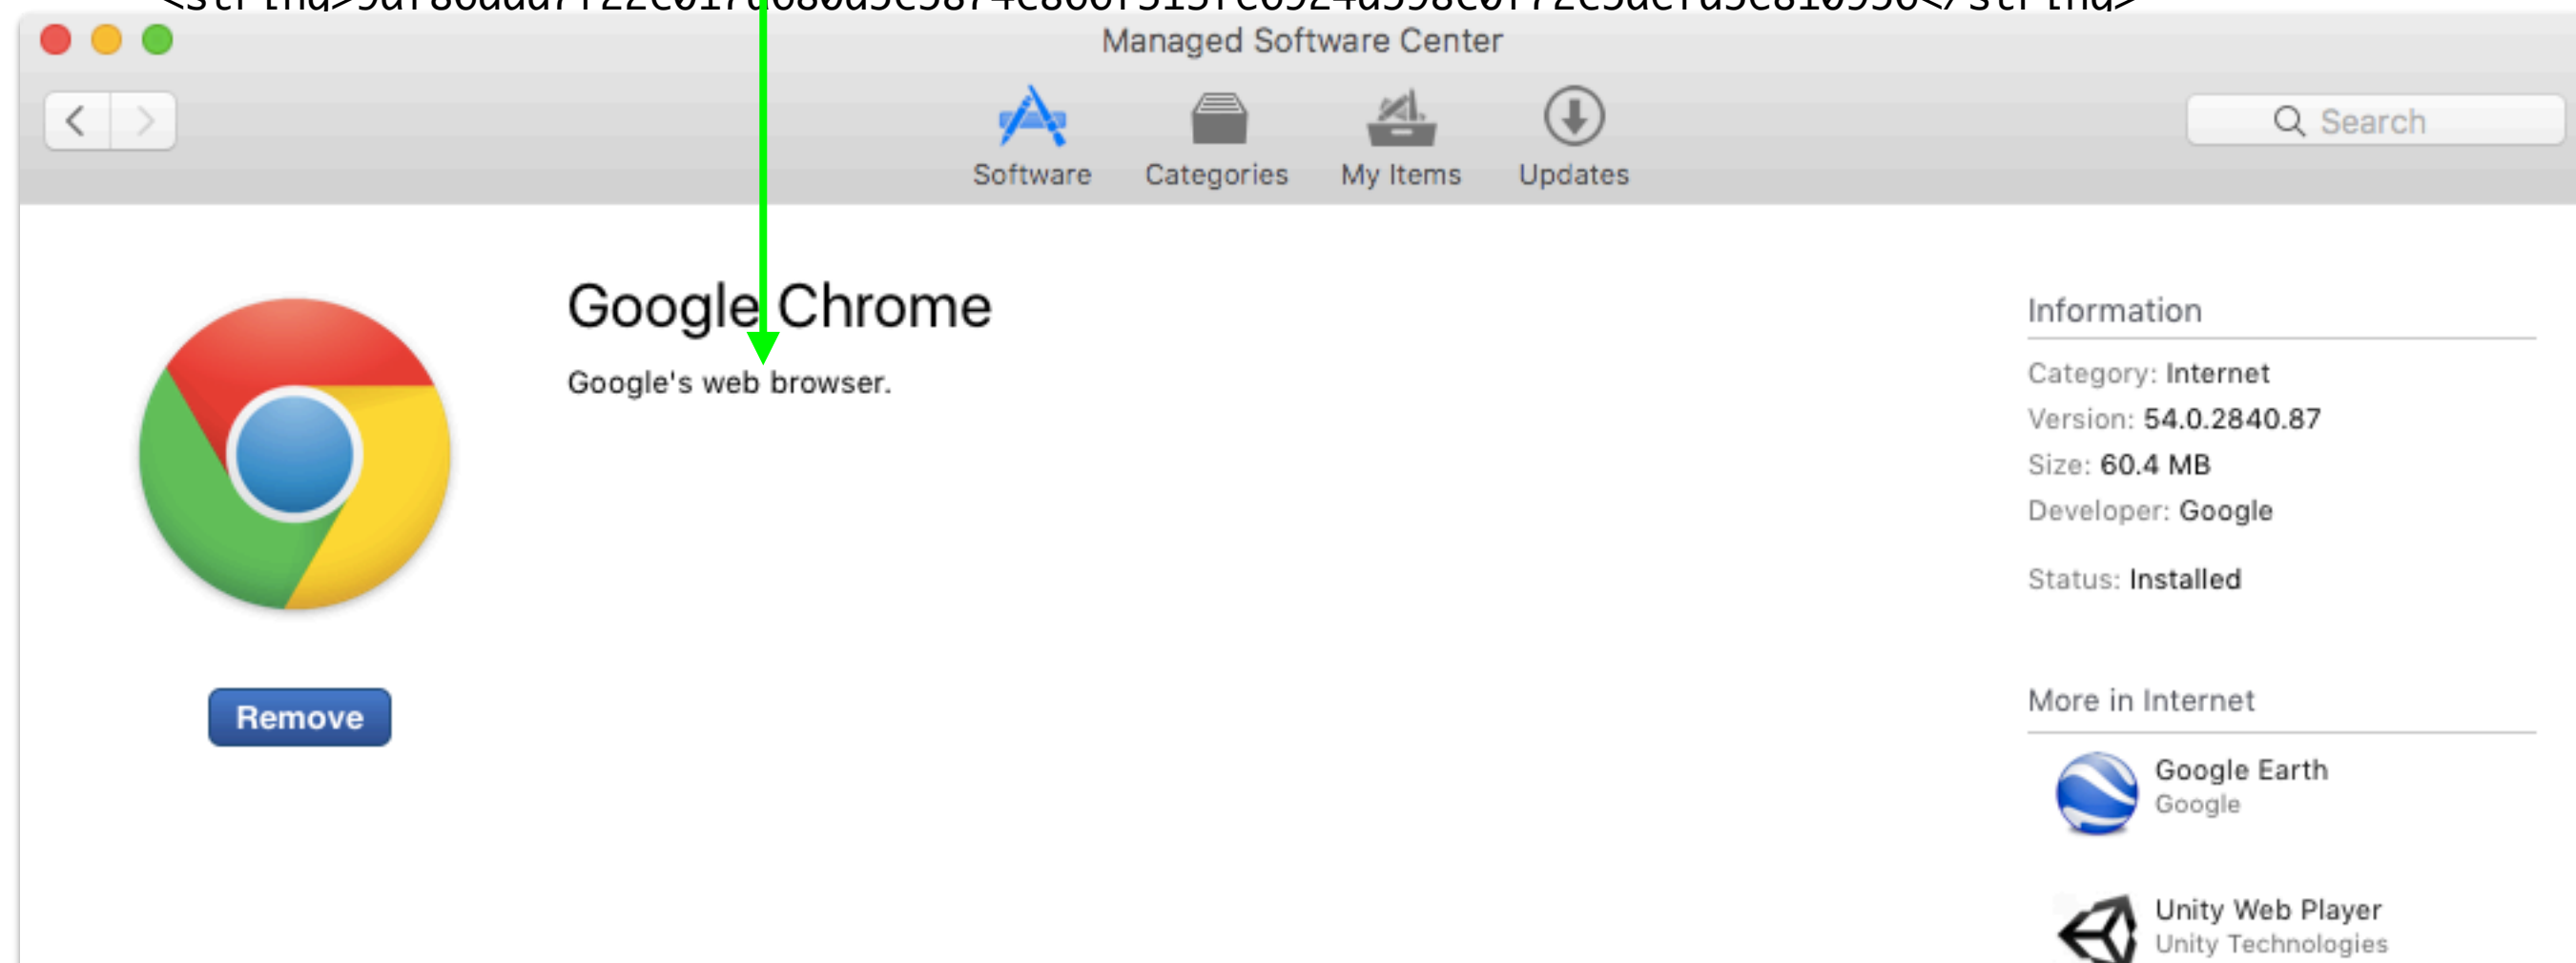 Managed Software Center
Search
Software Categories My Items Updates
Google Chrome
Google's web browser.
Remove
Information
Category: Internet
Version: 54.0.2840.87
Size: 60.4 MB
Developer: Google
Status: Installed
More in Internet
Google Earth
Google
Unity Web Player
Unity Technologies